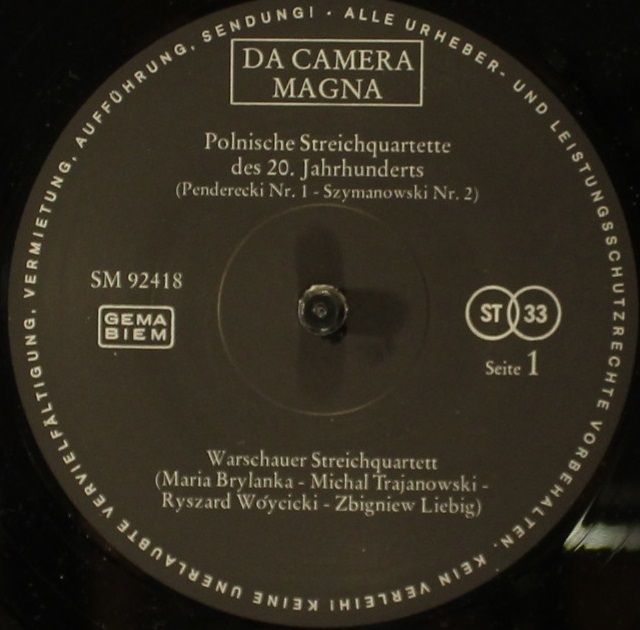 DA CAMERA
MAGNA
Polnische Streichquartette
des 20. Jahrhunderts
(Penderecki Nr. 1 - Szymanowski Nr. 2)
SM 92418
GEMA
BIEM
ST 33
Seite 1
Warschauer Streichquartett
(Maria Brylanka - Michal Trajanowski -
Ryszard Wóycicki - Zbigniew Liebig)
ALLE URHEBER- UND LEISTUNGSSCHUTZRECHTE VORBEHALTEN. KEIN VERLEIH! KEINE UNERLAUBTE VERVIELFÄLTIGUNG, VERMIETUNG, AUFFÜHRUNG, SENDUNG! ·